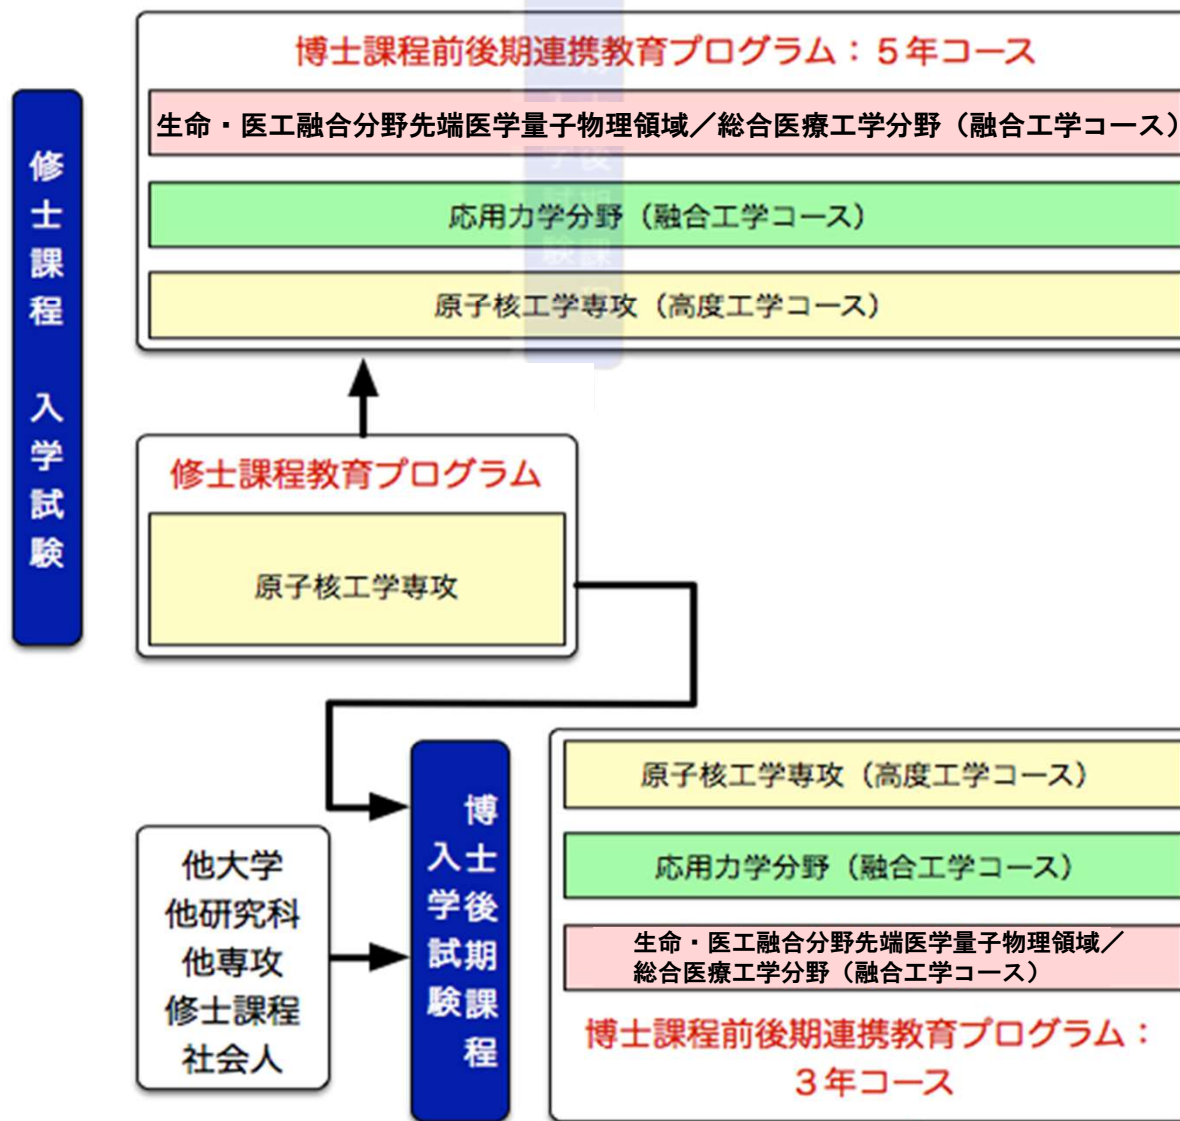 修士課程 入学試験
博士課程前後期連携教育プログラム：５年コース
生命・医工融合分野先端医学量子物理領域／総合医療工学分野（融合工学コース）
応用力学分野（融合工学コース）
原子核工学専攻（高度工学コース）
修士課程教育プログラム
原子核工学専攻
他大学
他研究科
他専攻
修士課程
社会人
博士後期課程
入学試験
原子核工学専攻（高度工学コース）
応用力学分野（融合工学コース）
生命・医工融合分野先端医学量子物理領域／
総合医療工学分野（融合工学コース）
博士課程前後期連携教育プログラム：
３年コース